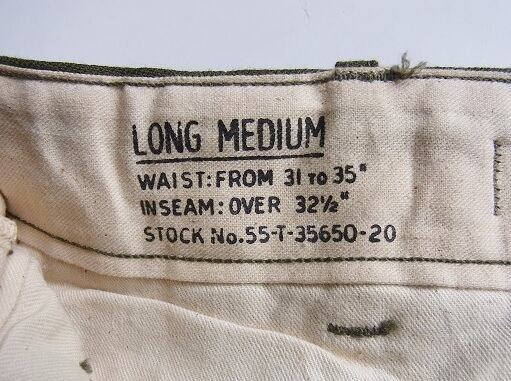 LONG MEDIUM
WAIST: FROM 31 TO 35"
INSEAM: OVER 32½"
STOCK No. 55-T-35650-20